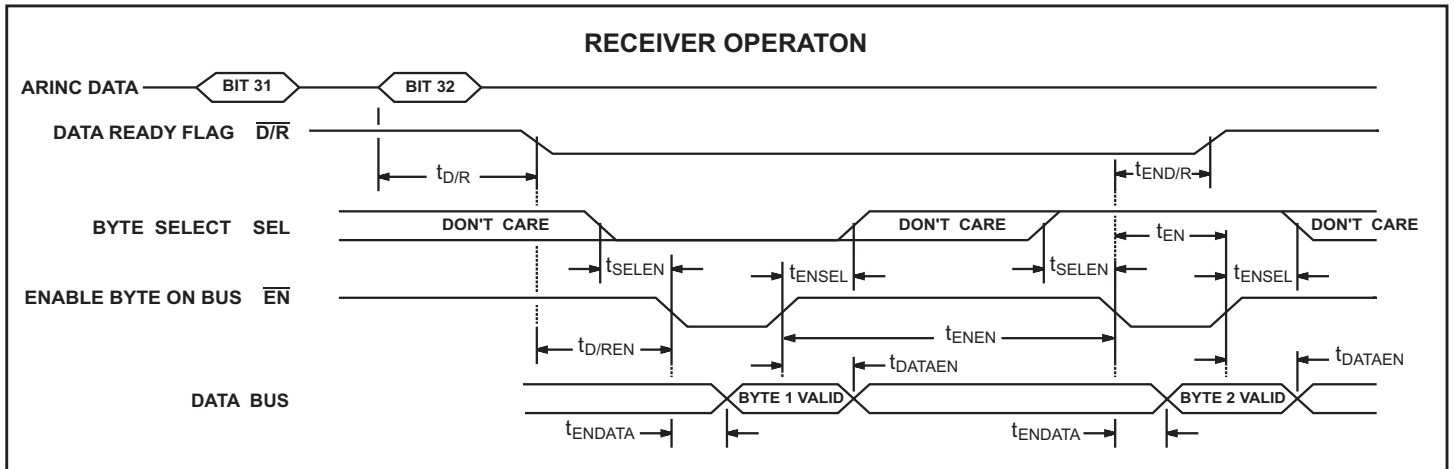 RECEIVER OPERATON
ARINC DATA BIT 31 BIT 32
DATA READY FLAG D/R
tD/R tEND/R
BYTE SELECT SEL DON'T CARE DON'T CARE DON'T CARE
tEN
tSELEN tENSEL tSELEN tENSEL
ENABLE BYTE ON BUS EN
tD/REN tENEN
tDATAEN tDATAEN
DATA BUS BYTE 1 VALID BYTE 2 VALID
tENDATA tENDATA